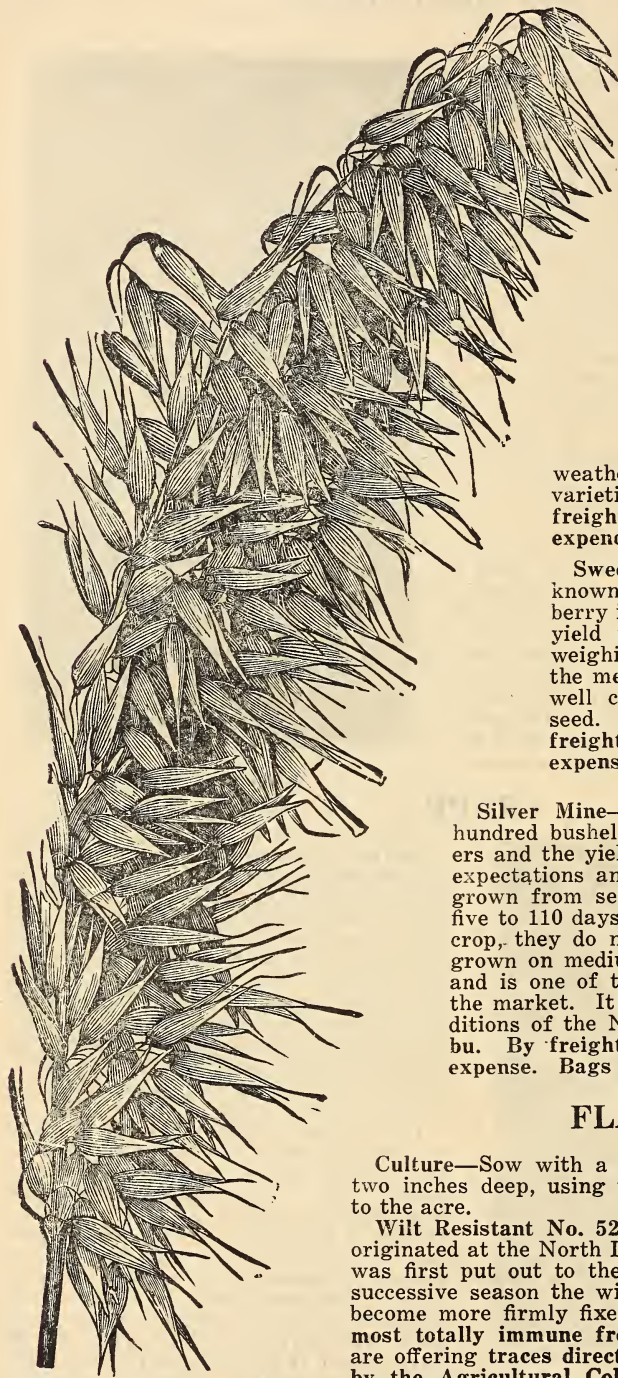 weathe
varieti
freigh
expend
Swee
known
berry i
yield
weighi
the me
well c
seed.
freight
expens
Silver Mine—
hundred bushel
ers and the yiel
expectations an
grown from se
five to 110 days
crop, they do n
grown on mediu
and is one of t
the market. It
ditions of the N
bu. By freight
expense. Bags
FLA
Culture—Sow with a
two inches deep, using
to the acre.
Wilt Resistant No. 52
originated at the North D
was first put out to the
successive season the wi
become more firmly fixe
most totally immune fro
are offering traces direct
by the Agricultural Col